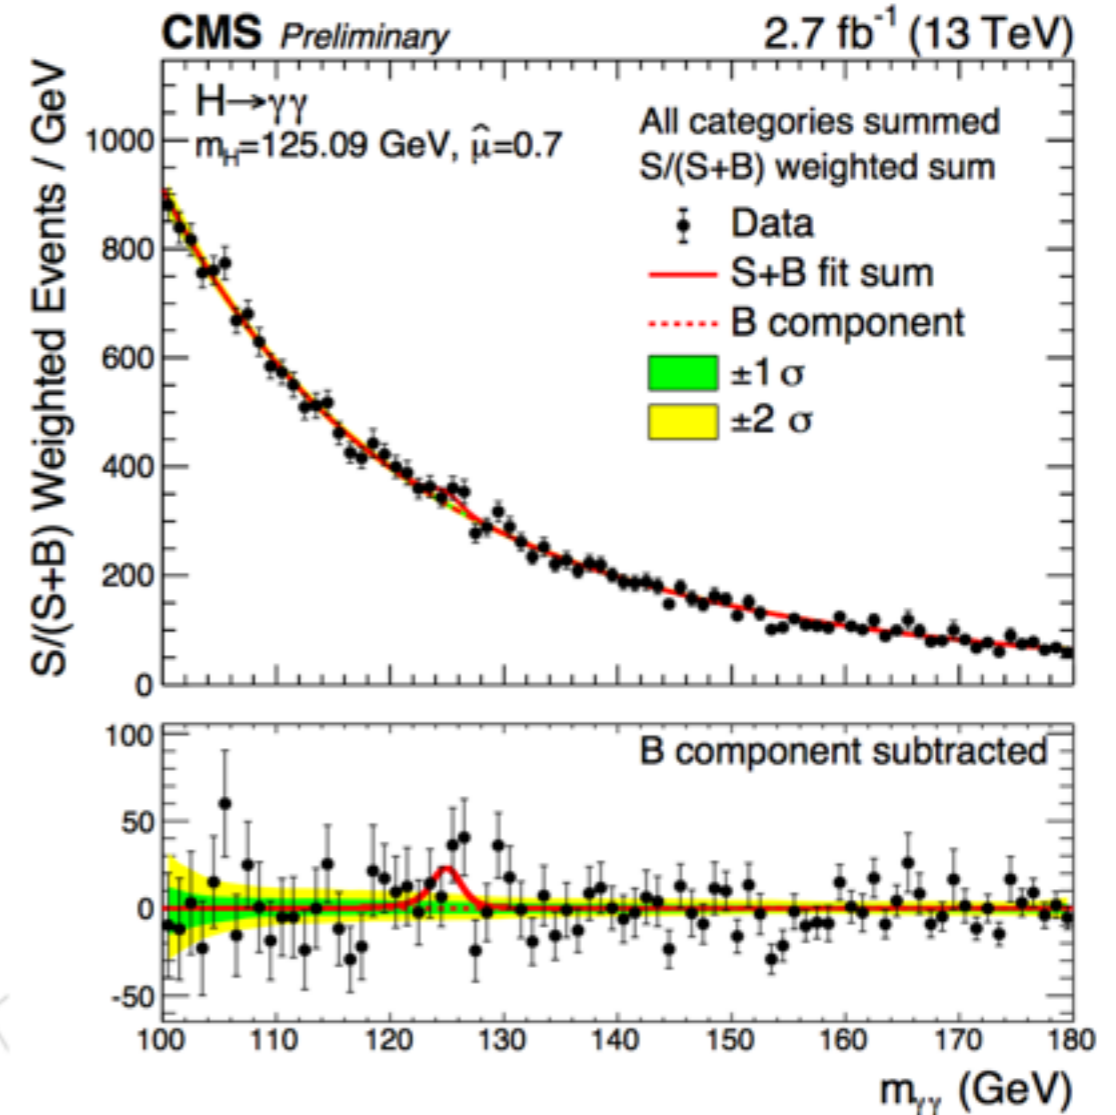 CMS Preliminary 2.7 fb⁻¹ (13 TeV)
S/(S+B) Weighted Events / GeV
H→γγ
m_H=125.09 GeV, μ̂=0.7
All categories summed
S/(S+B) weighted sum
Data
S+B fit sum
B component
±1 σ
±2 σ
1000
800
600
400
200
0
B component subtracted
100
50
0
-50
100 110 120 130 140 150 160 170 180
m_γγ (GeV)